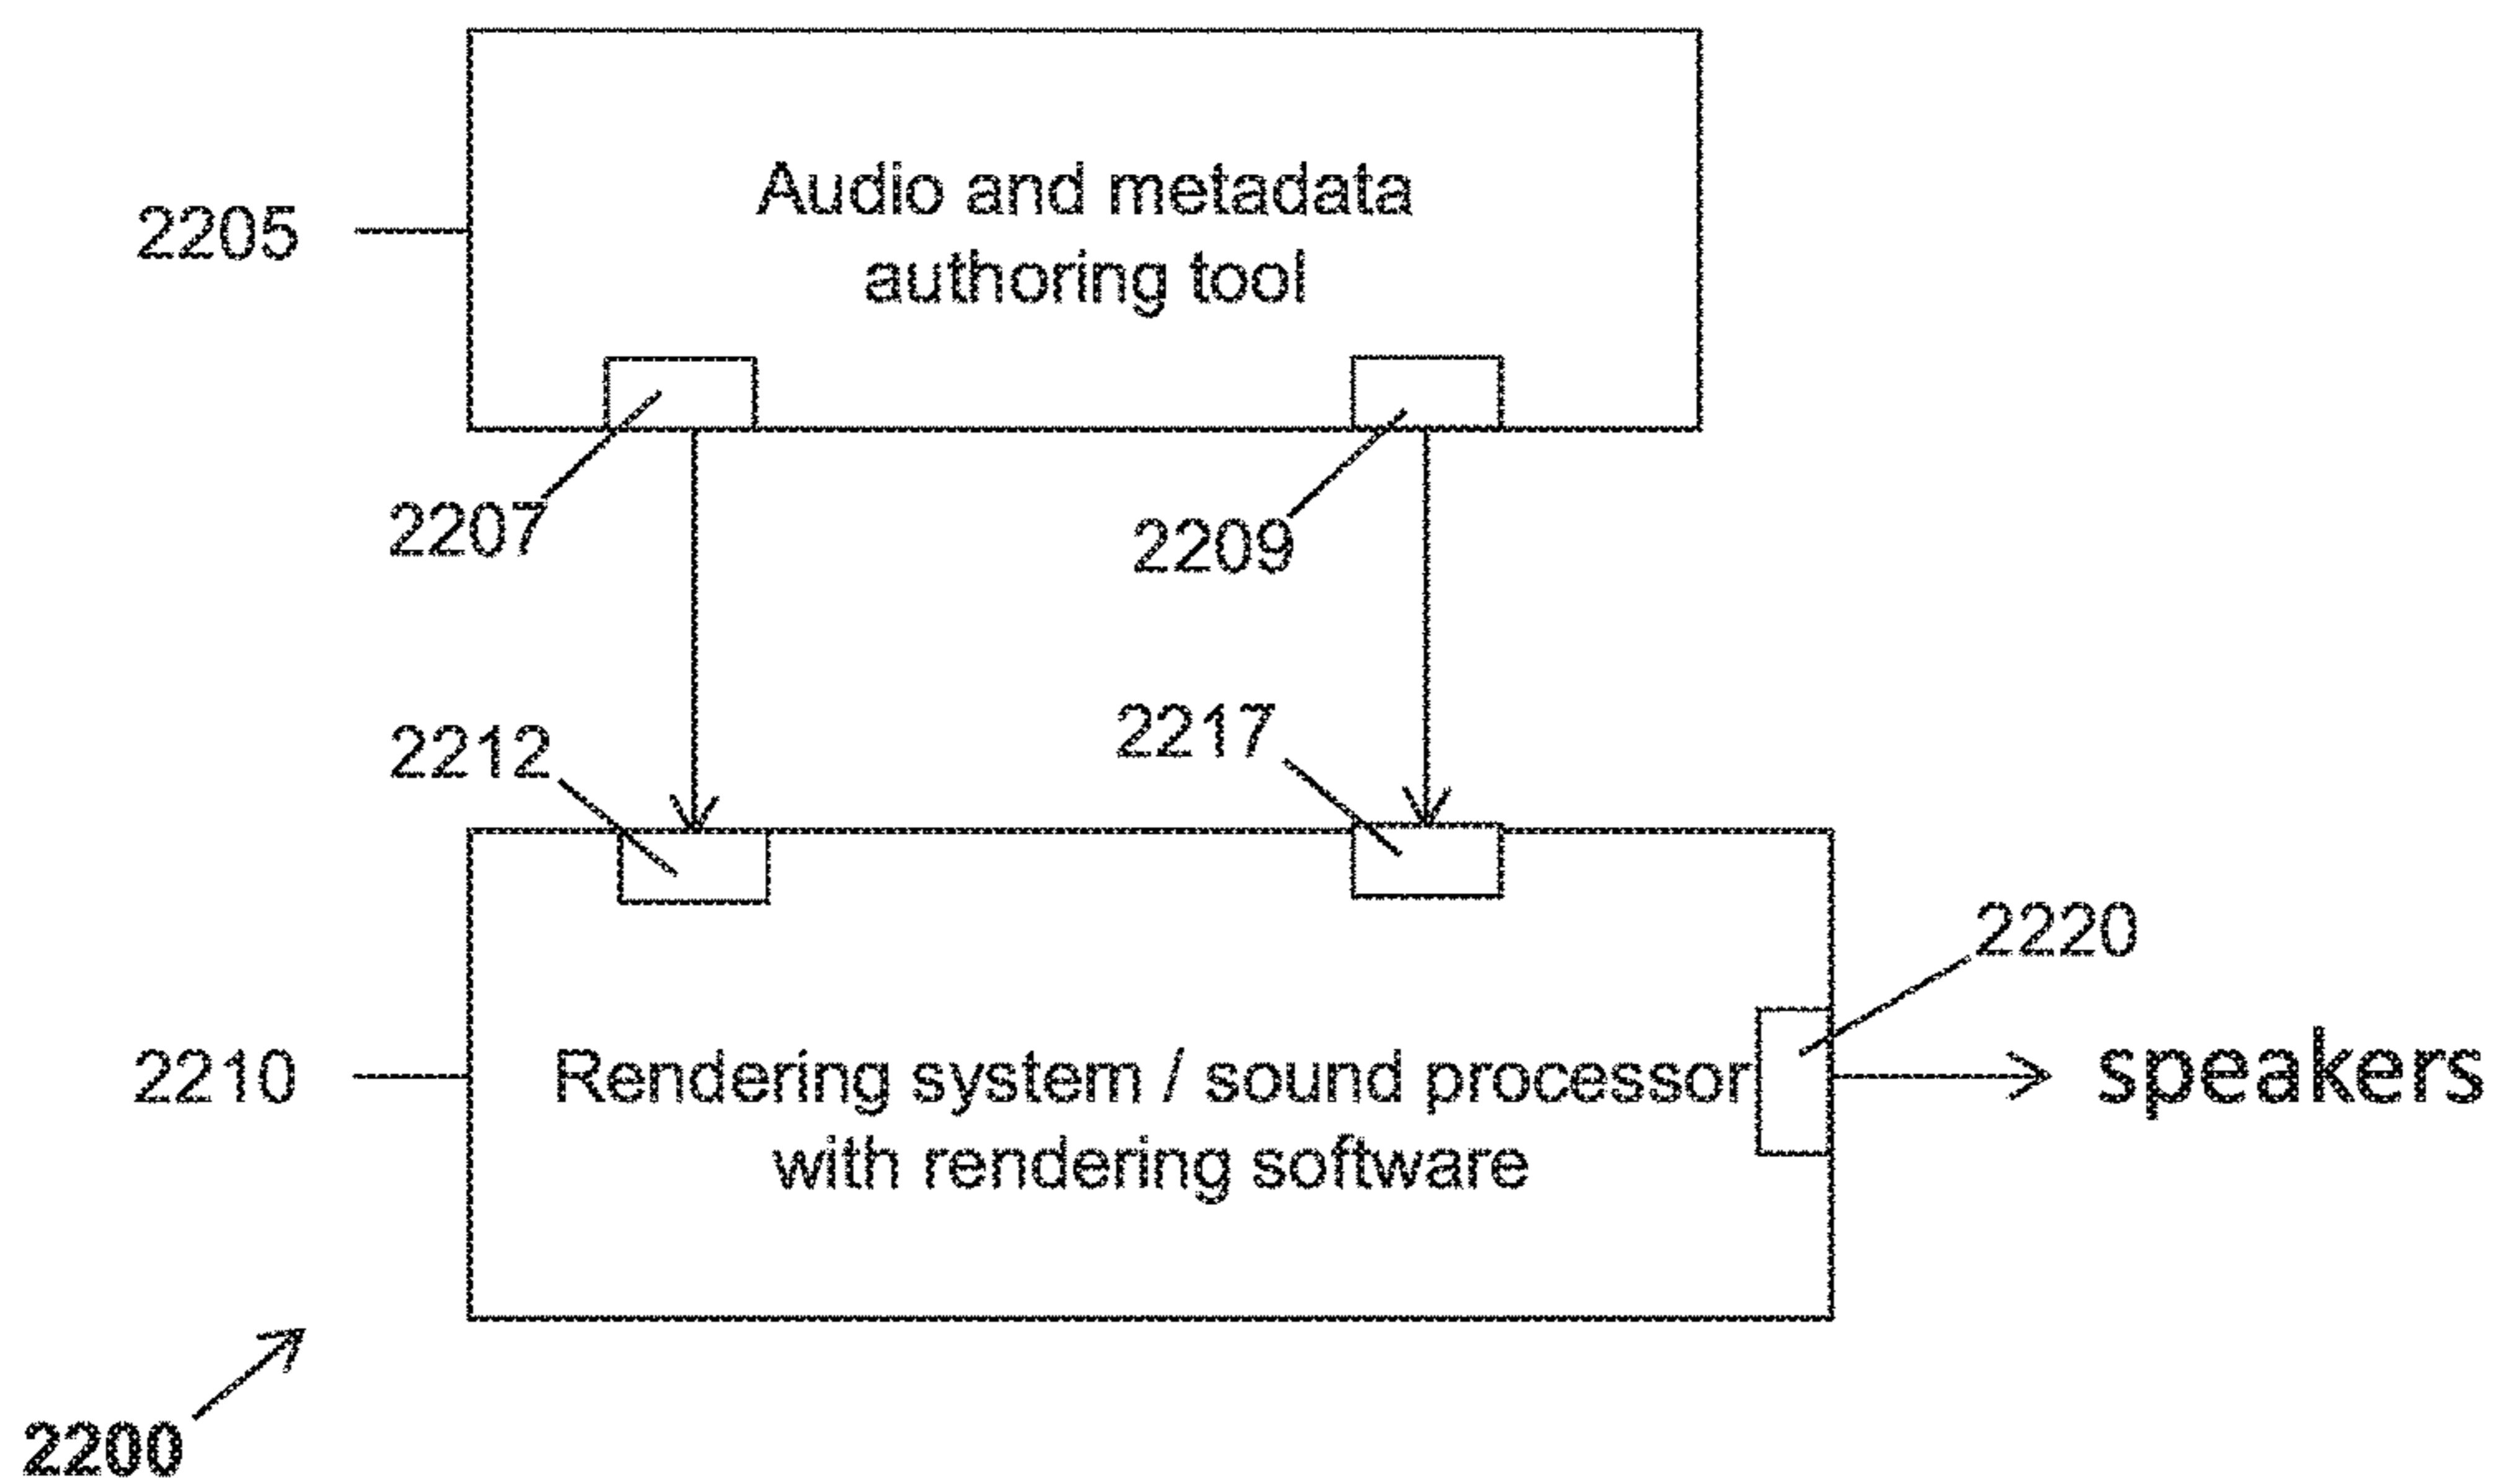 Audio and metadata
authoring tool
2205
2207
2209
2212
2217
2220
2210
Rendering system / sound processor
with rendering software
speakers
2200